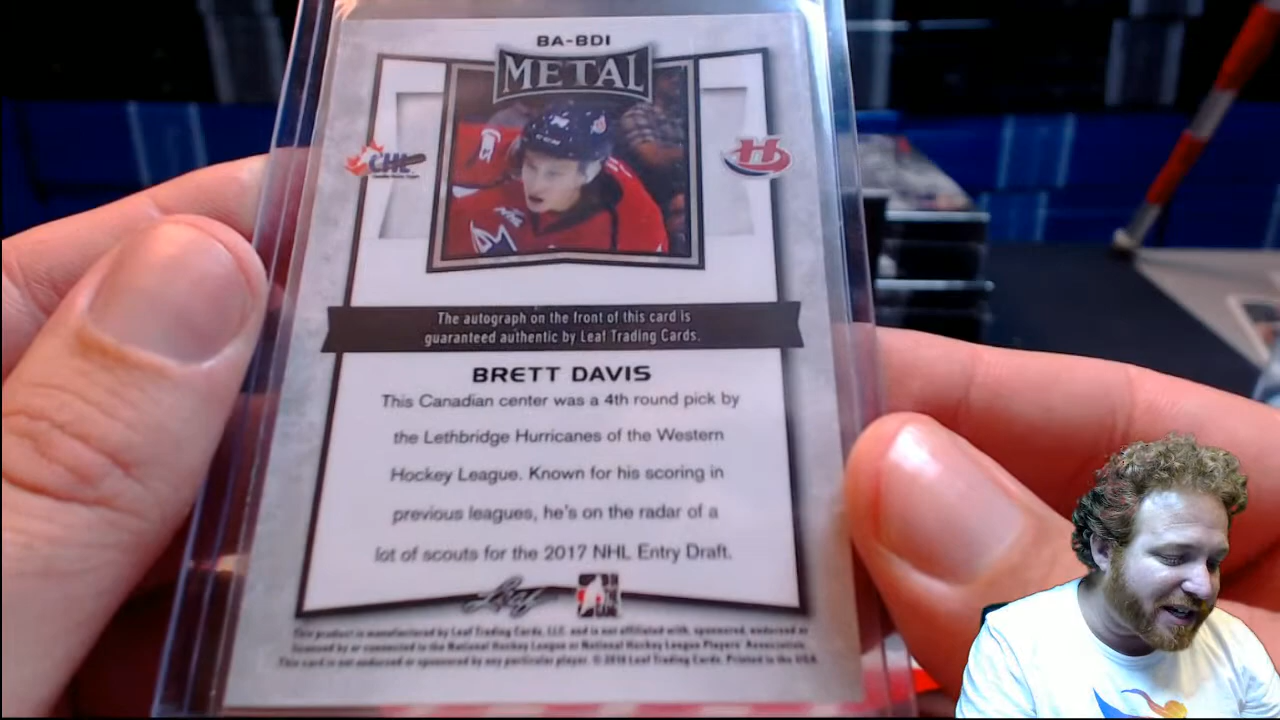 BA-BD1
METAL
CHL
H
The autograph on the front of this card is
guaranteed authentic by Leaf Trading Cards.
BRETT DAVIS
This Canadian center was a 4th round pick by
the Lethbridge Hurricanes of the Western
Hockey League. Known for his scoring in
previous leagues, he's on the radar of a
lot of scouts for the 2017 NHL Entry Draft.
Leaf
IN THE GAME
This product is manufactured by Leaf Trading Cards, LLC. and is not affiliated with, sponsored, endorsed or
licensed by or connected to the National Hockey League or National Hockey League Players' Association.
This card is not endorsed or sponsored by any particular player. © 2016 Leaf Trading Cards. Printed in the USA